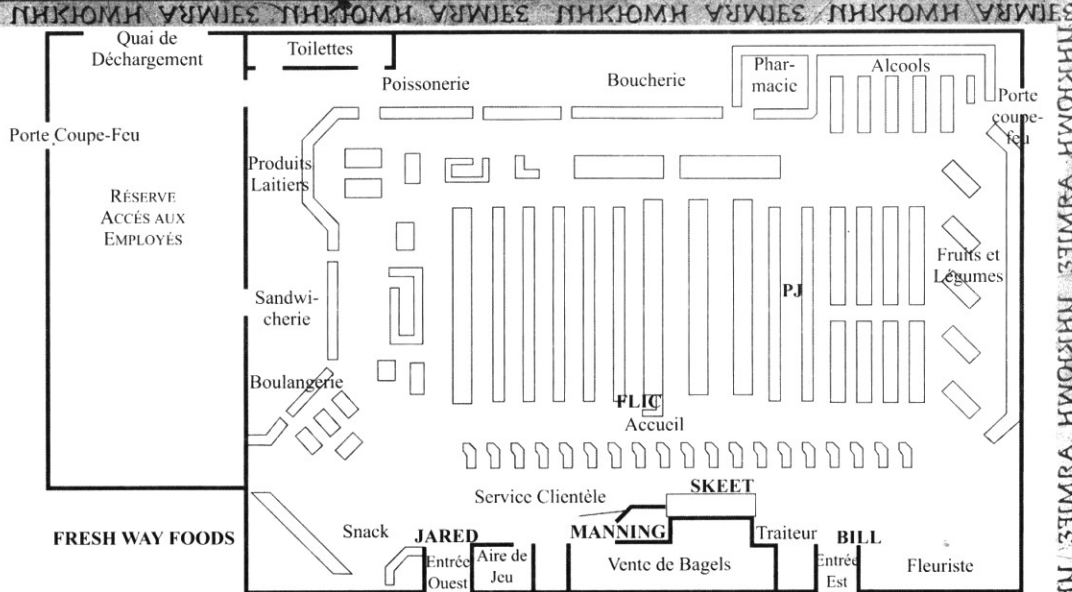 Quai de
Déchargement
Toilettes
Poissonerie
Boucherie
Phar-
macie
Alcools
Porte
coupe-
feu
Porte Coupe-Feu
Produits
Laitiers
RÉSERVE
ACCÉS AUX
EMPLOYÉS
Fruits et
Légumes
PJ
Sandwi-
cherie
Boulangerie
FLIC
Accueil
Service Clientèle
SKEET
FRESH WAY FOODS
Snack
JARED
MANNING
Traiteur
BILL
Entrée
Ouest
Aire de
Jeu
Vente de Bagels
Entrée
Est
Fleuriste